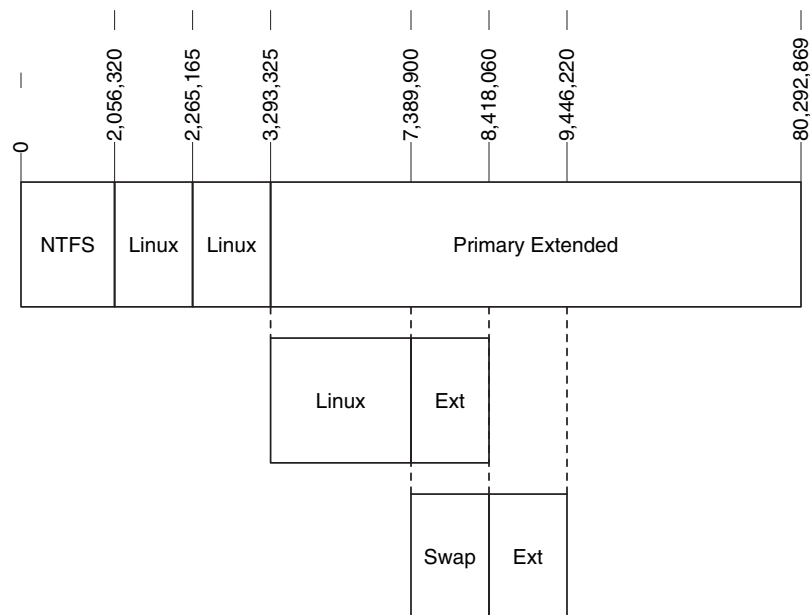 0
2,056,320
2,265,165
3,293,325
7,389,900
8,418,060
9,446,220
80,292,869
NTFS
Linux
Linux
Primary Extended
Linux
Ext
Swap
Ext